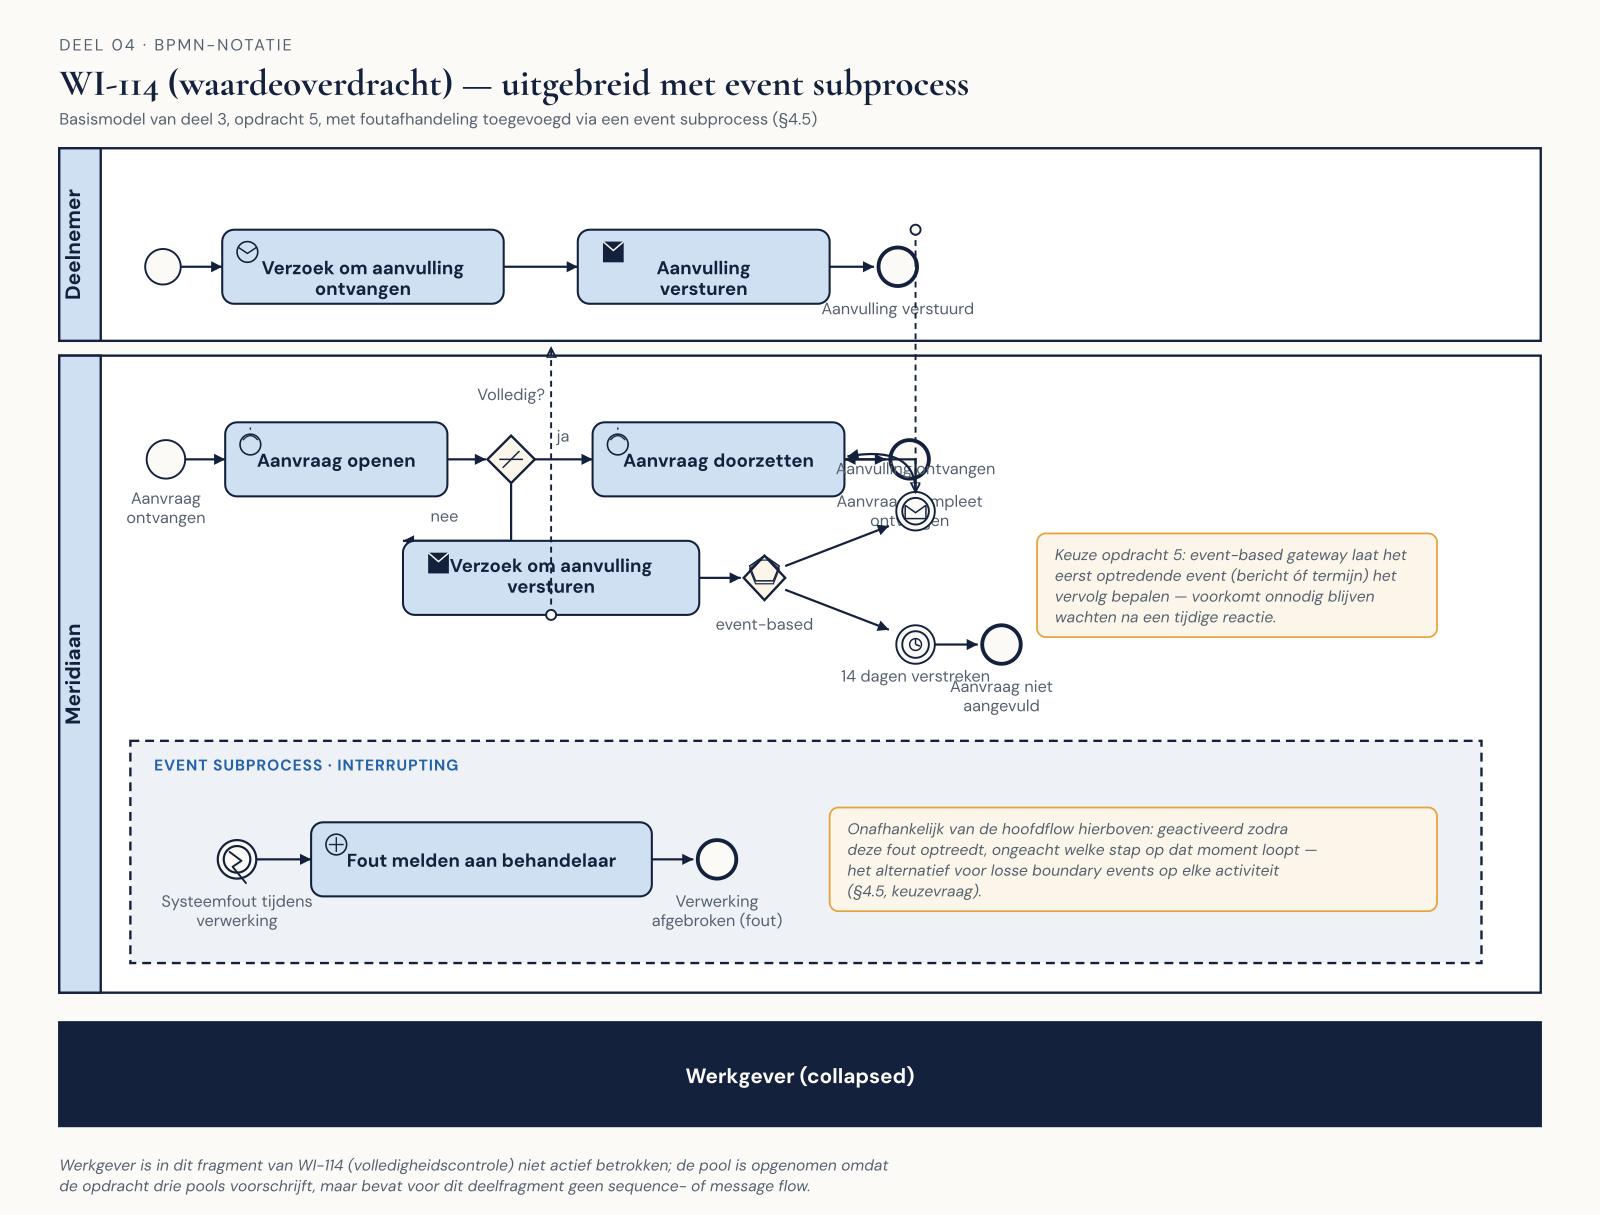 DEEL 04 · BPMN-NOTATIE
WI-114 (waardeoverdracht) — uitgebreid met event subprocess
Basismodel van deel 3, opdracht 5, met foutafhandeling toegevoegd via een event subprocess (§4.5)
Deelnemer
Verzoek om aanvulling
ontvangen
Aanvulling
versturen
Aanvulling verstuurd
Meridiaan
Volledig?
ja
Aanvraag openen
Aanvraag doorzetten
Aanvulling ontvangen
Aanvraag
ontvangen
nee
Aanvraag compleet
ontvangen
Verzoek om aanvulling
versturen
event-based
Keuze opdracht 5: event-based gateway laat het
eerst optredende event (bericht óf termijn) het
vervolg bepalen — voorkomt onnodig blijven
wachten na een tijdige reactie.
14 dagen verstreken
Aanvraag niet
aangevuld
EVENT SUBPROCESS · INTERRUPTING
Fout melden aan behandelaar
Systeemfout tijdens
verwerking
Verwerking
afgebroken (fout)
Onafhankelijk van de hoofdflow hierboven: geactiveerd zodra
deze fout optreedt, ongeacht welke stap op dat moment loopt —
het alternatief voor losse boundary events op elke activiteit
(§4.5, keuzevraag).
Werkgever (collapsed)
Werkgever is in dit fragment van WI-114 (volledigheidscontrole) niet actief betrokken; de pool is opgenomen omdat
de opdracht drie pools voorschrijft, maar bevat voor dit deelfragment geen sequence- of message flow.